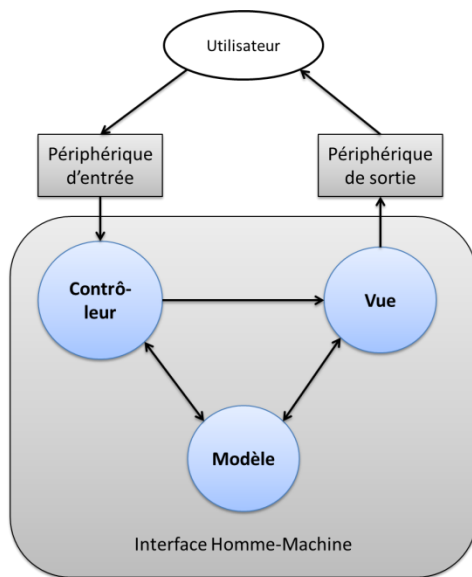 Utilisateur
Périphérique
d'entrée
Périphérique
de sortie
Contrô-
leur
Vue
Modèle
Interface Homme-Machine